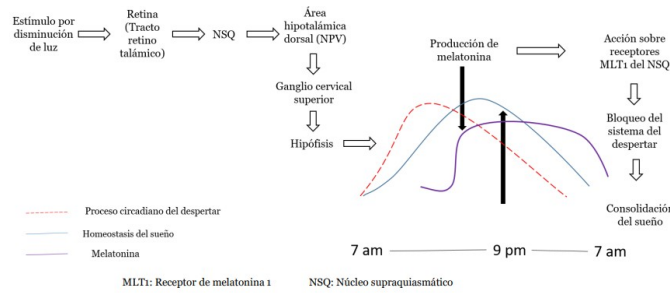 Estímulo por
disminución
de luz
Retina
(Tracto
retino
talámico)
NSQ
Área
hipotalámica
dorsal (NPV)
Ganglio cervical
superior
Hipófisis
Producción de
melatonina
Acción sobre
receptores
MLT1 del NSQ
Bloqueo del
sistema del
despertar
Consolidación
del sueño
Proceso circadiano del despertar
Homeostasis del sueño
Melatonina
7 am
9 pm
7 am
MLT1: Receptor de melatonina 1
NSQ: Núcleo supraquiasmático